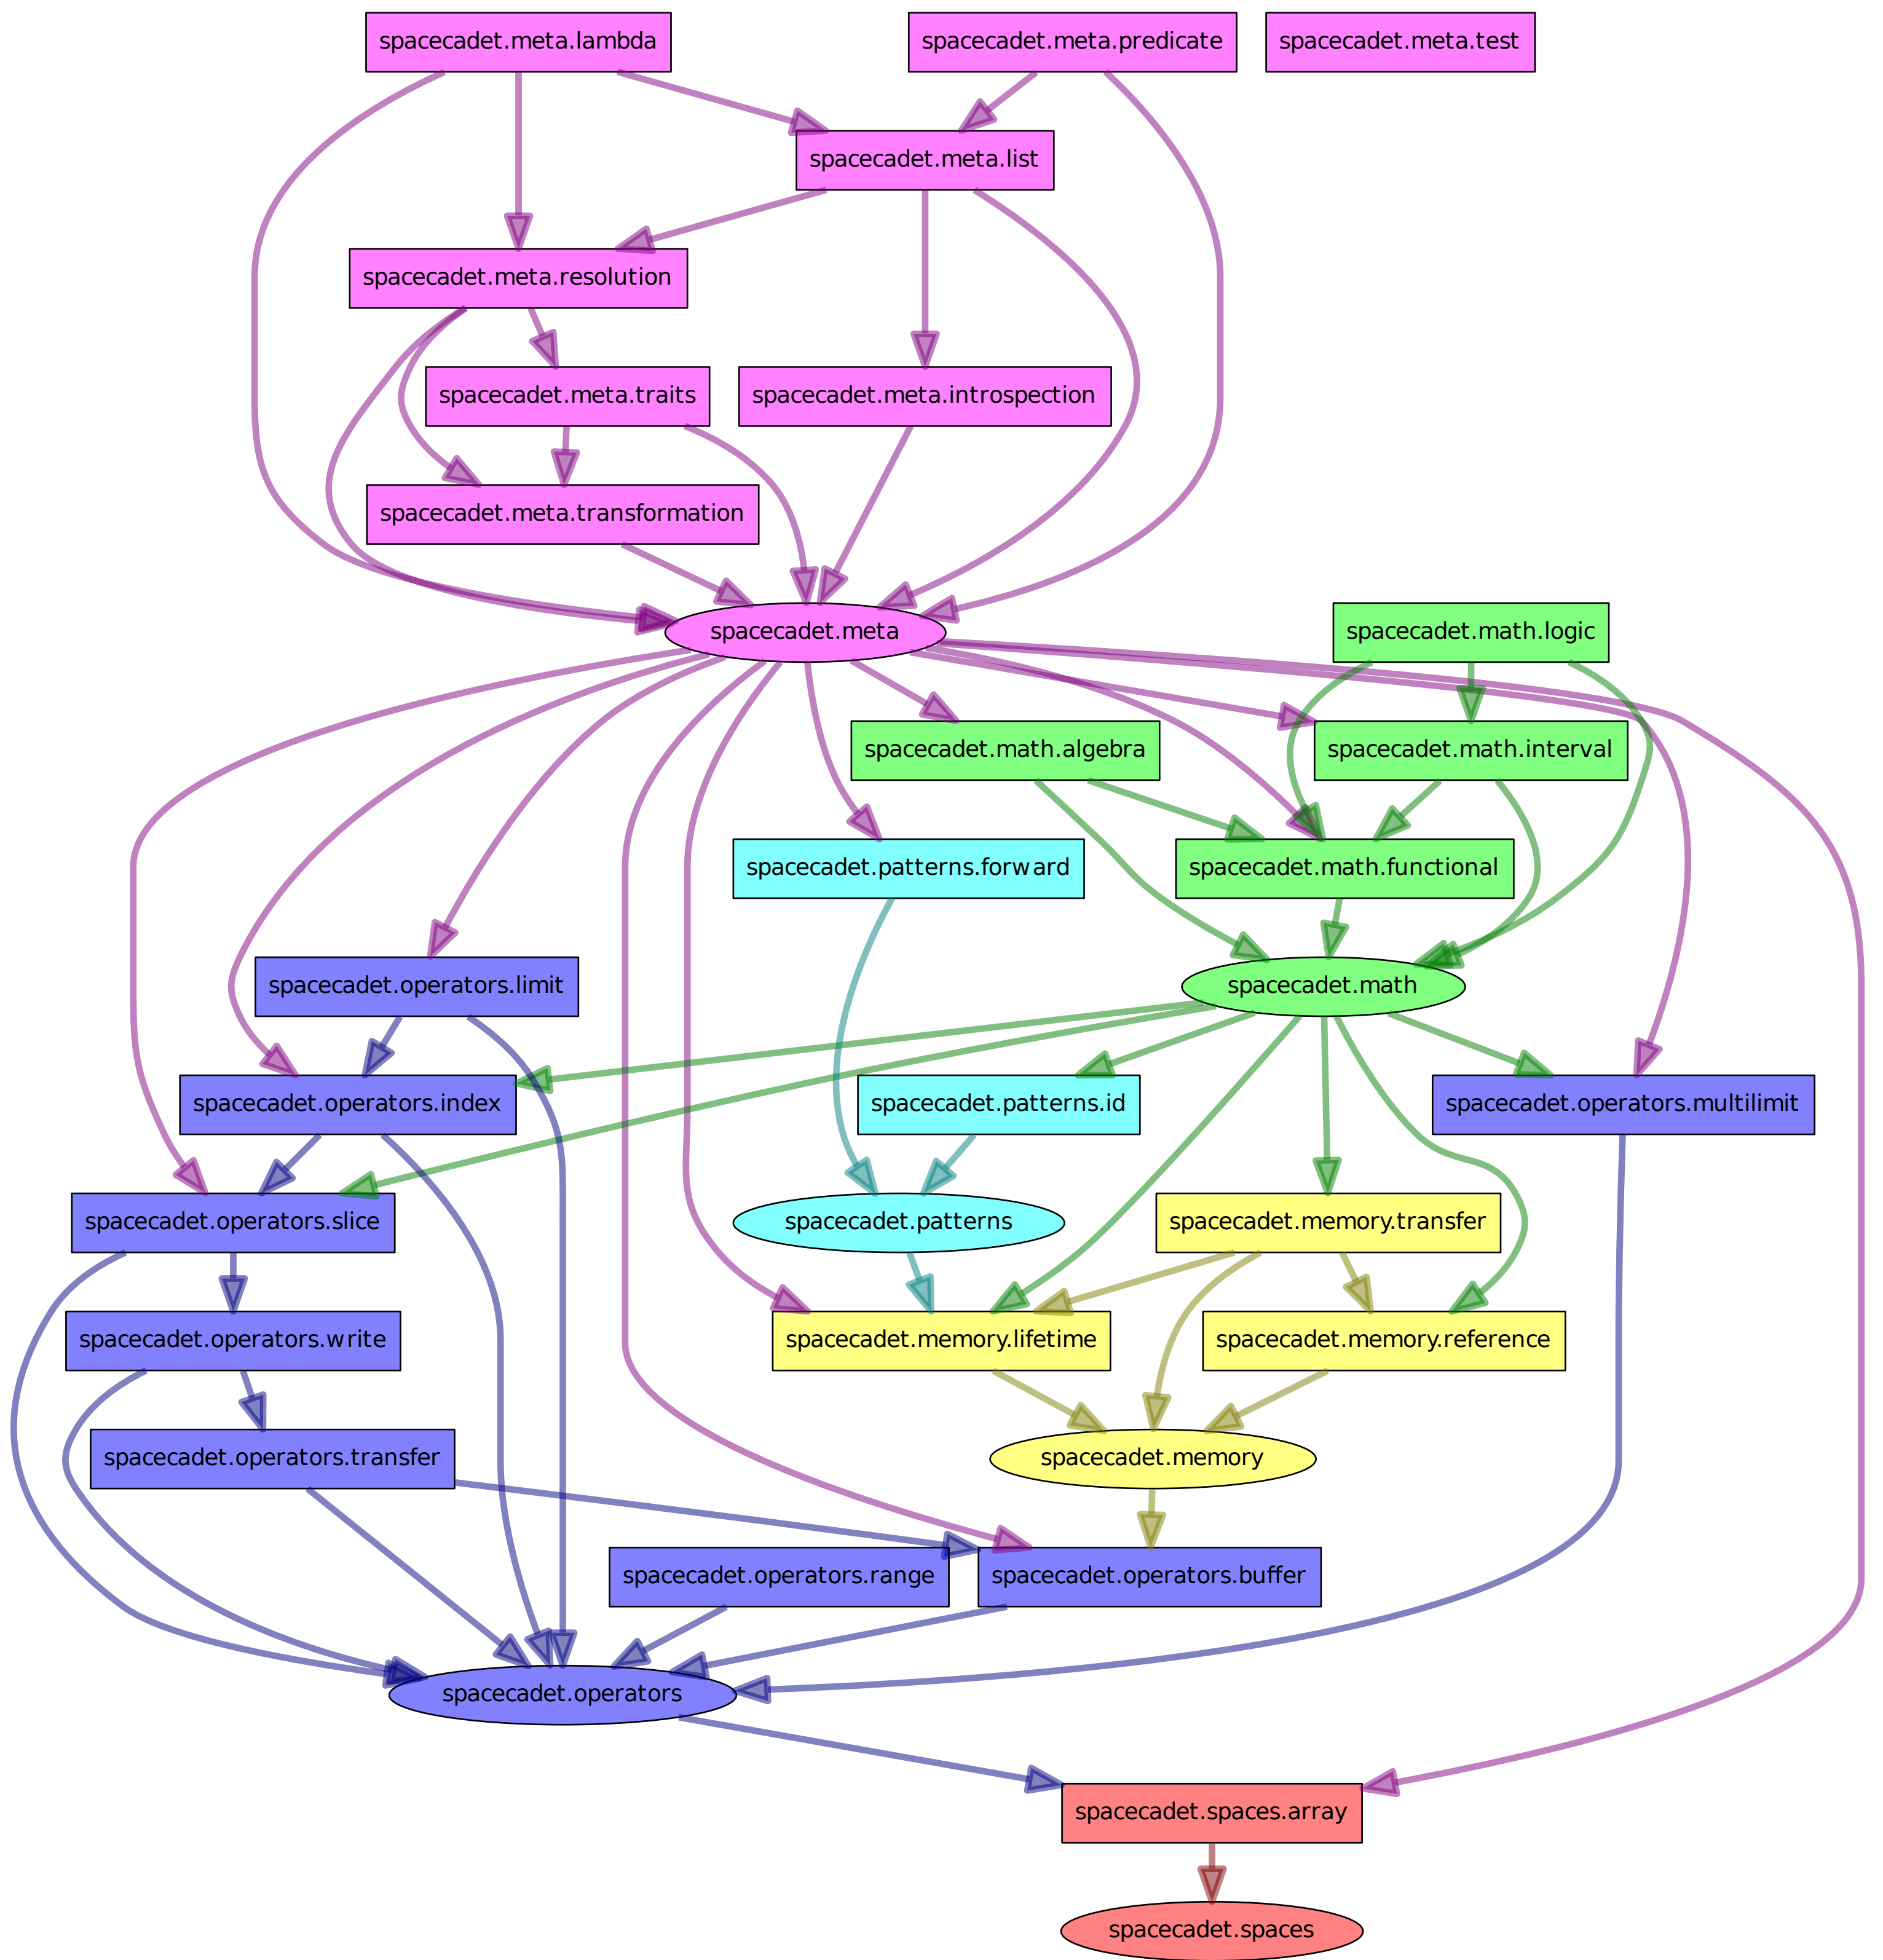 spacecadet.meta.lambda
spacecadet.meta.predicate
spacecadet.meta.test
spacecadet.meta.list
spacecadet.meta.resolution
spacecadet.meta.traits
spacecadet.meta.introspection
spacecadet.meta.transformation
spacecadet.meta
spacecadet.math.logic
spacecadet.math.algebra
spacecadet.math.interval
spacecadet.patterns.forward
spacecadet.math.functional
spacecadet.operators.limit
spacecadet.math
spacecadet.operators.index
spacecadet.patterns.id
spacecadet.operators.multilimit
spacecadet.operators.slice
spacecadet.patterns
spacecadet.memory.transfer
spacecadet.operators.write
spacecadet.memory.lifetime
spacecadet.memory.reference
spacecadet.operators.transfer
spacecadet.memory
spacecadet.operators.range
spacecadet.operators.buffer
spacecadet.operators
spacecadet.spaces.array
spacecadet.spaces